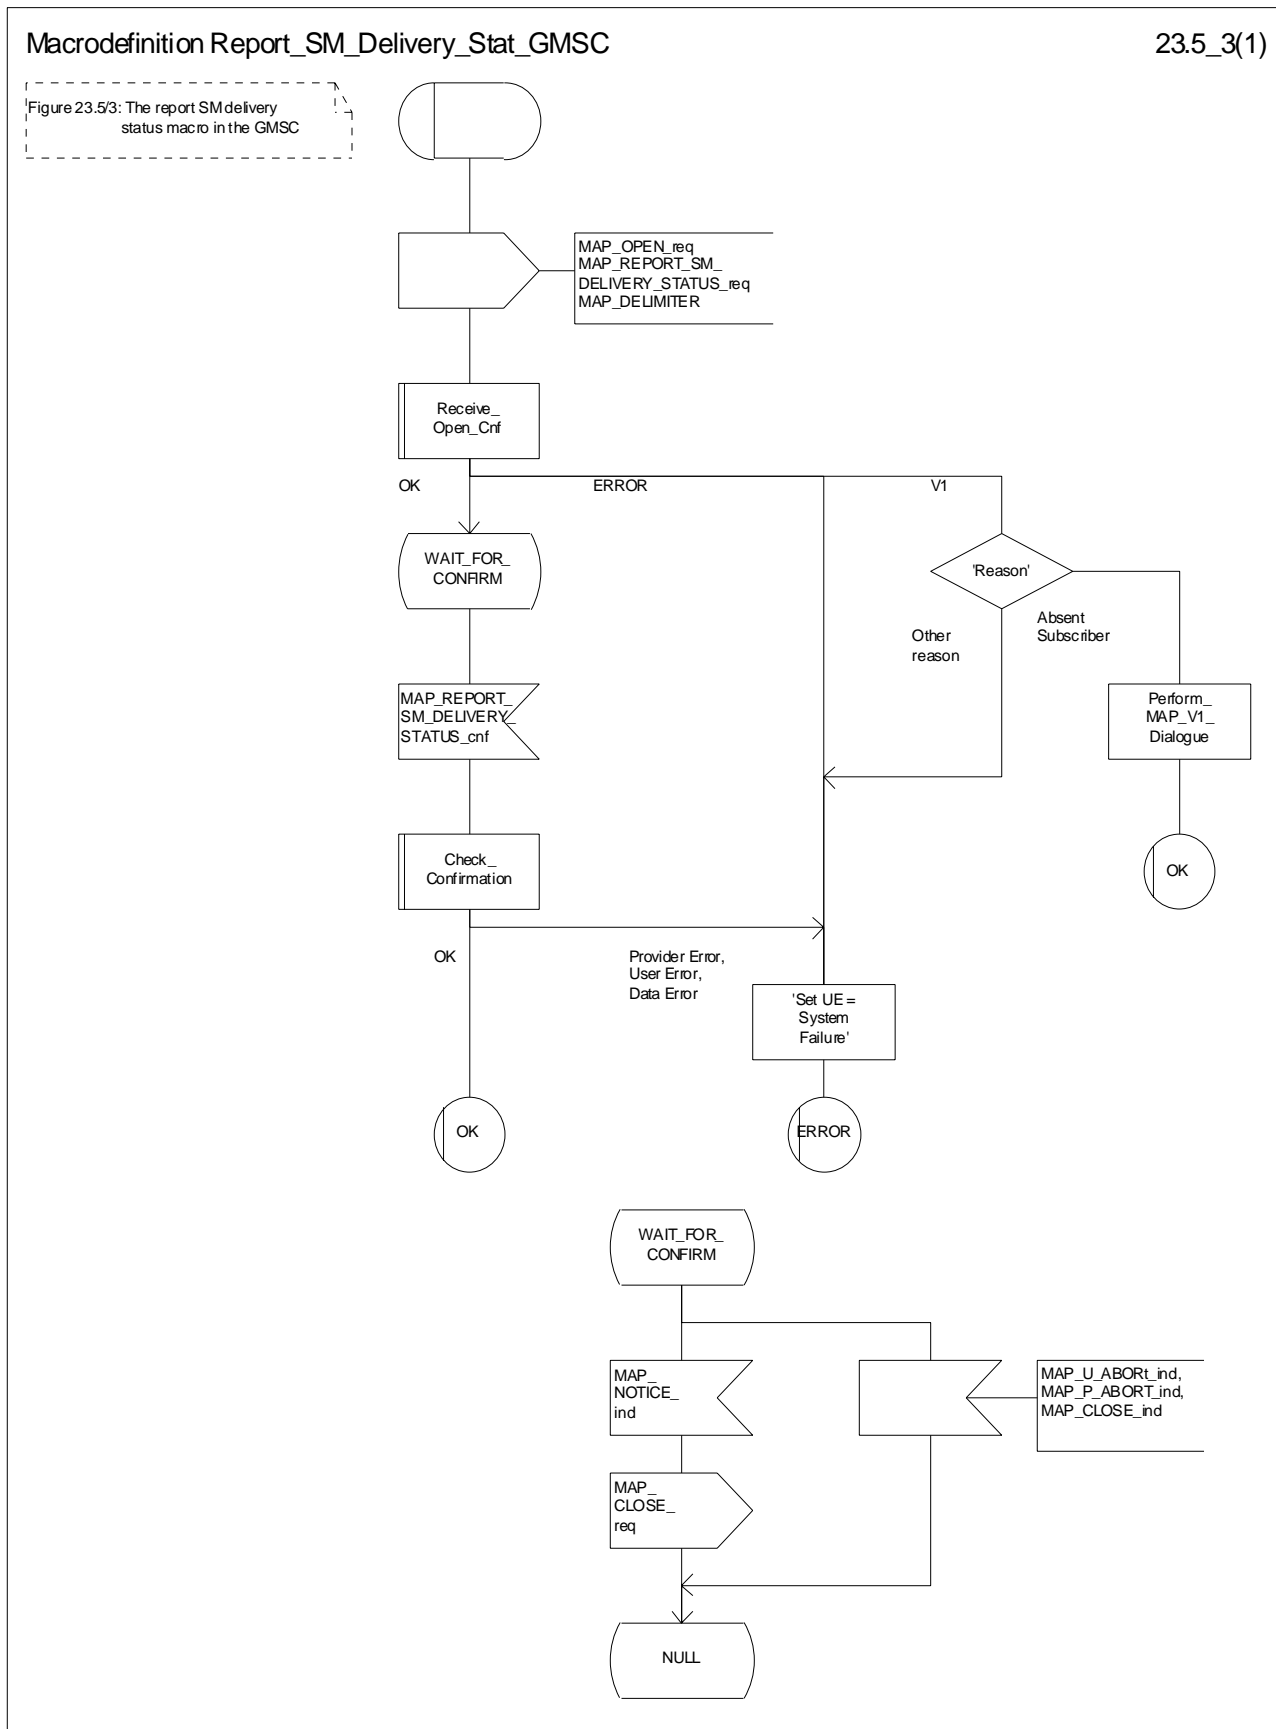 Macrodefinition Report_SM_Delivery_Stat_GMSC
23.5_3(1)
Figure 23.5/3: The report SM delivery
status macro in the GMSC
MAP_OPEN_req
MAP_REPORT_SM_
DELIVERY_STATUS_req
MAP_DELIMITER
Receive_
Open_Cnf
OK
ERROR
V1
WAIT_FOR_
CONFIRM
'Reason'
Other
reason
Absent
Subscriber
MAP_REPORT_
SM_DELIVERY_
STATUS_cnf
Perform_
MAP_V1_
Dialogue
Check_
Confirmation
OK
OK
Provider Error,
User Error,
Data Error
'Set UE =
System
Failure'
OK
ERROR
WAIT_FOR_
CONFIRM
MAP_
NOTICE_
ind
MAP_U_ABORt_ind,
MAP_P_ABORT_ind,
MAP_CLOSE_ind
MAP_
CLOSE_
req
NULL